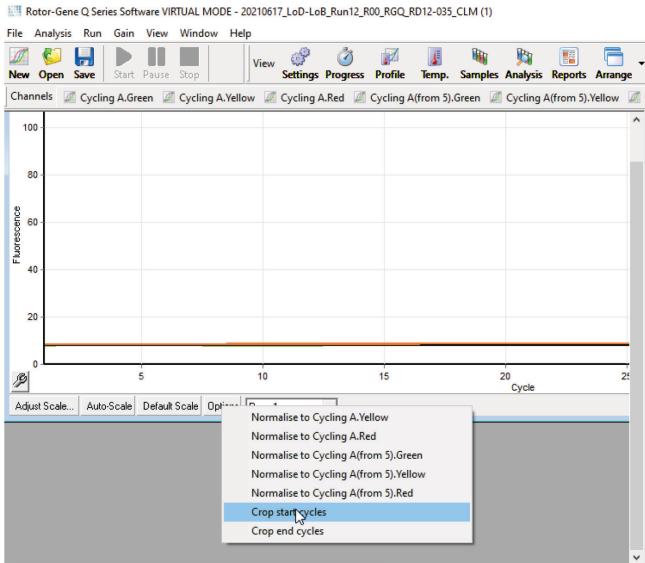 Rotor-Gene Q Series Software VIRTUAL MODE - 20210617_LoD-LoB_Run12_R00_RGQ_RD12-035_CLM (1)
File Analysis Run Gain View Window Help
New Open Save Start Pause Stop View Settings Progress Profile Temp. Samples Analysis Reports Arrange
Channels Cycling A.Green Cycling A.Yellow Cycling A.Red Cycling A(from 5).Green Cycling A(from 5).Yellow
100
80
60
40
20
0
Fluorescence
5 10 15 20 25
Cycle
Adjust Scale... Auto-Scale Default Scale
Normalise to Cycling A.Yellow
Normalise to Cycling A.Red
Normalise to Cycling A(from 5).Green
Normalise to Cycling A(from 5).Yellow
Normalise to Cycling A(from 5).Red
Crop start cycles
Crop end cycles